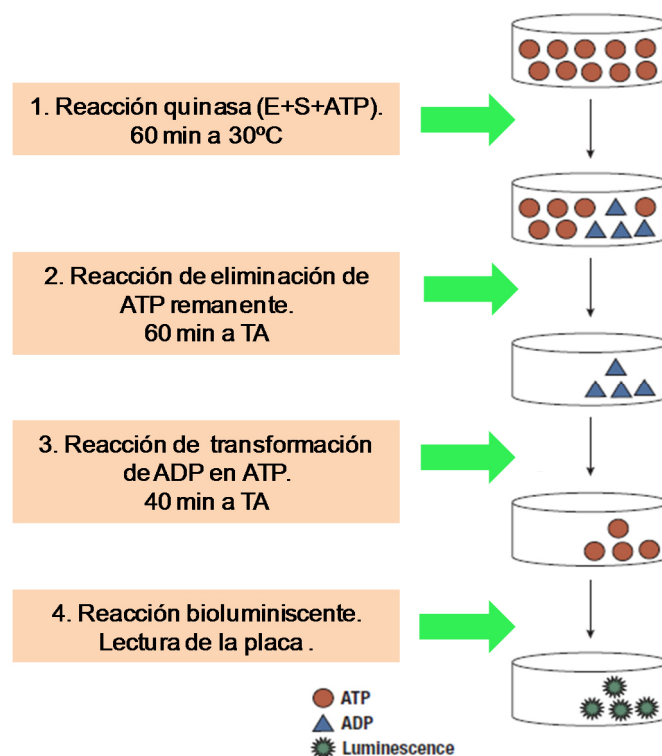 1. Reacción quinasa (E+S+ATP).
60 min a 30ºC
2. Reacción de eliminación de
ATP remanente.
60 min a TA
3. Reacción de transformación
de ADP en ATP.
40 min a TA
4. Reacción bioluminiscente.
Lectura de la placa .
ATP
ADP
Luminescence